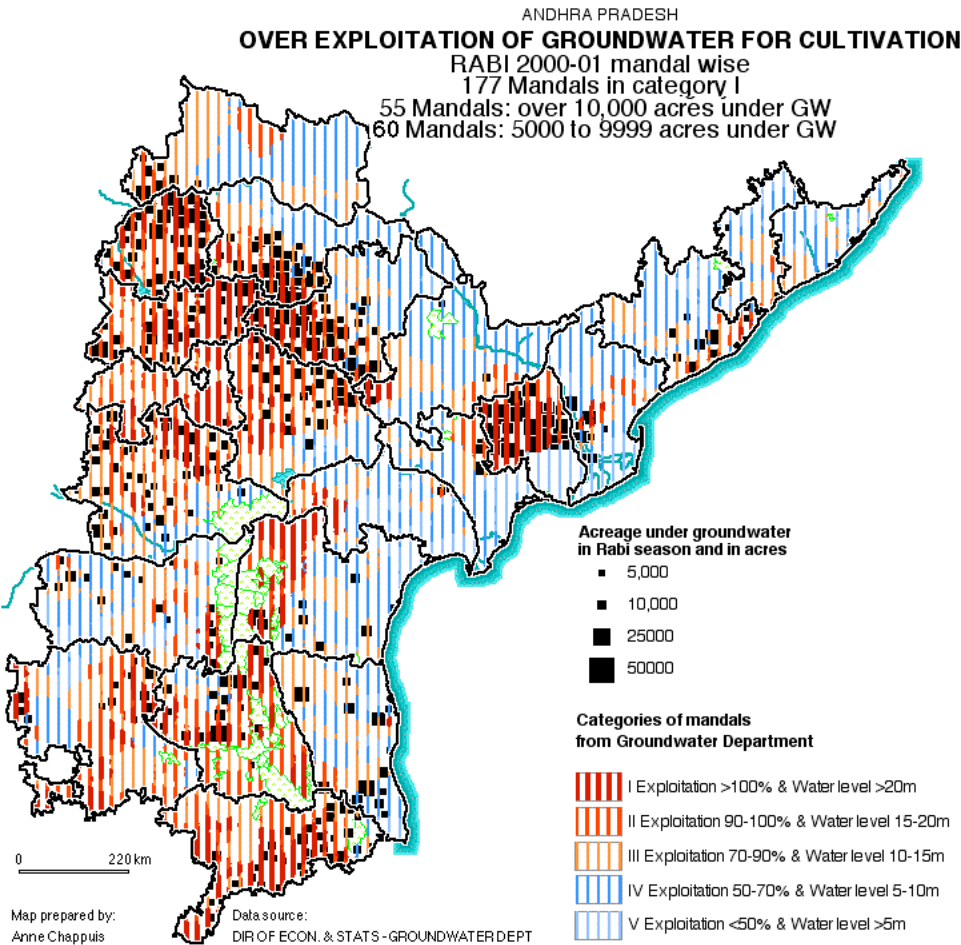 ANDHRA PRADESH
OVER EXPLOITATION OF GROUNDWATER FOR CULTIVATION
RABI 2000-01 mandal wise
177 Mandals in category I
55 Mandals: over 10,000 acres under GW
60 Mandals: 5000 to 9999 acres under GW
Acreage under groundwater
in Rabi season and in acres
5,000
10,000
25000
50000
Categories of mandals
from Groundwater Department
I Exploitation >100% & Water level >20m
II Exploitation 90-100% & Water level 15-20m
III Exploitation 70-90% & Water level 10-15m
IV Exploitation 50-70% & Water level 5-10m
V Exploitation <50% & Water level >5m
0 220 km
Map prepared by:
Anne Chappuis
Data source:
DIR OF ECON. & STATS - GROUNDWATER DEPT